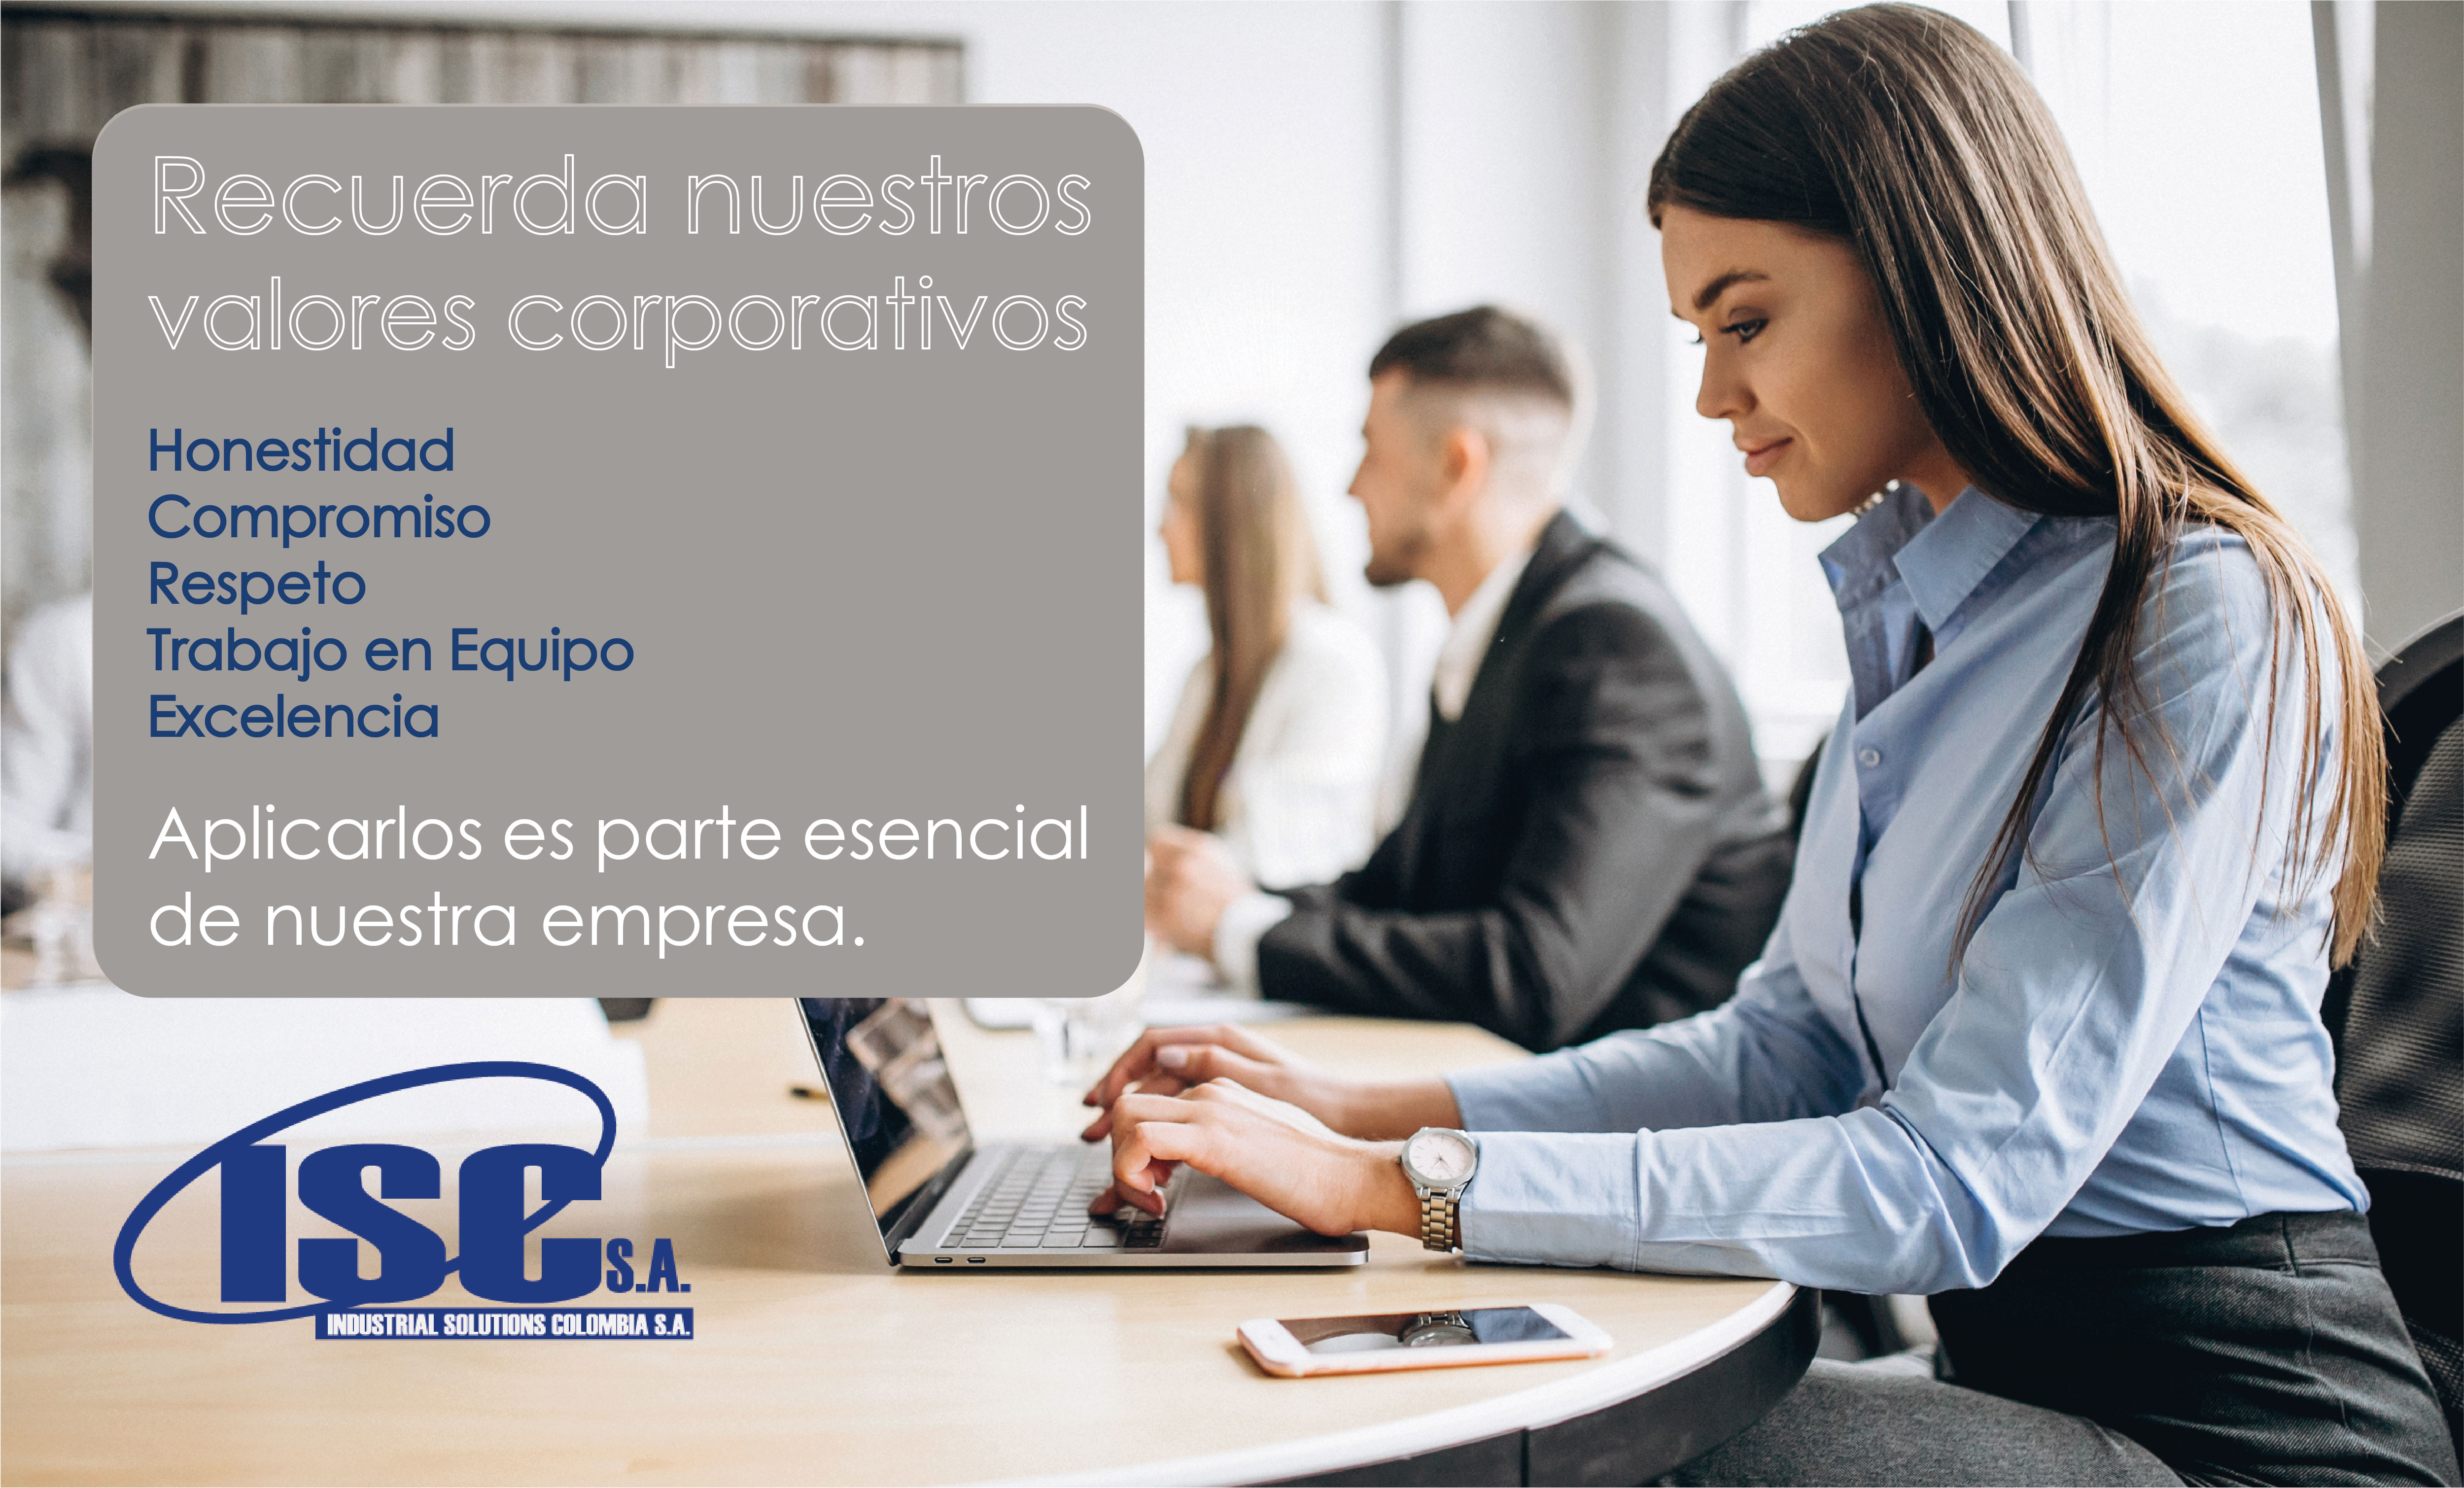 Recuerda nuestros
valores corporativos
Honestidad
Compromiso
Respeto
Trabajo en Equipo
Excelencia
Aplicarlos es parte esencial
de nuestra empresa.
ISC S.A.
INDUSTRIAL SOLUTIONS COLOMBIA S.A.